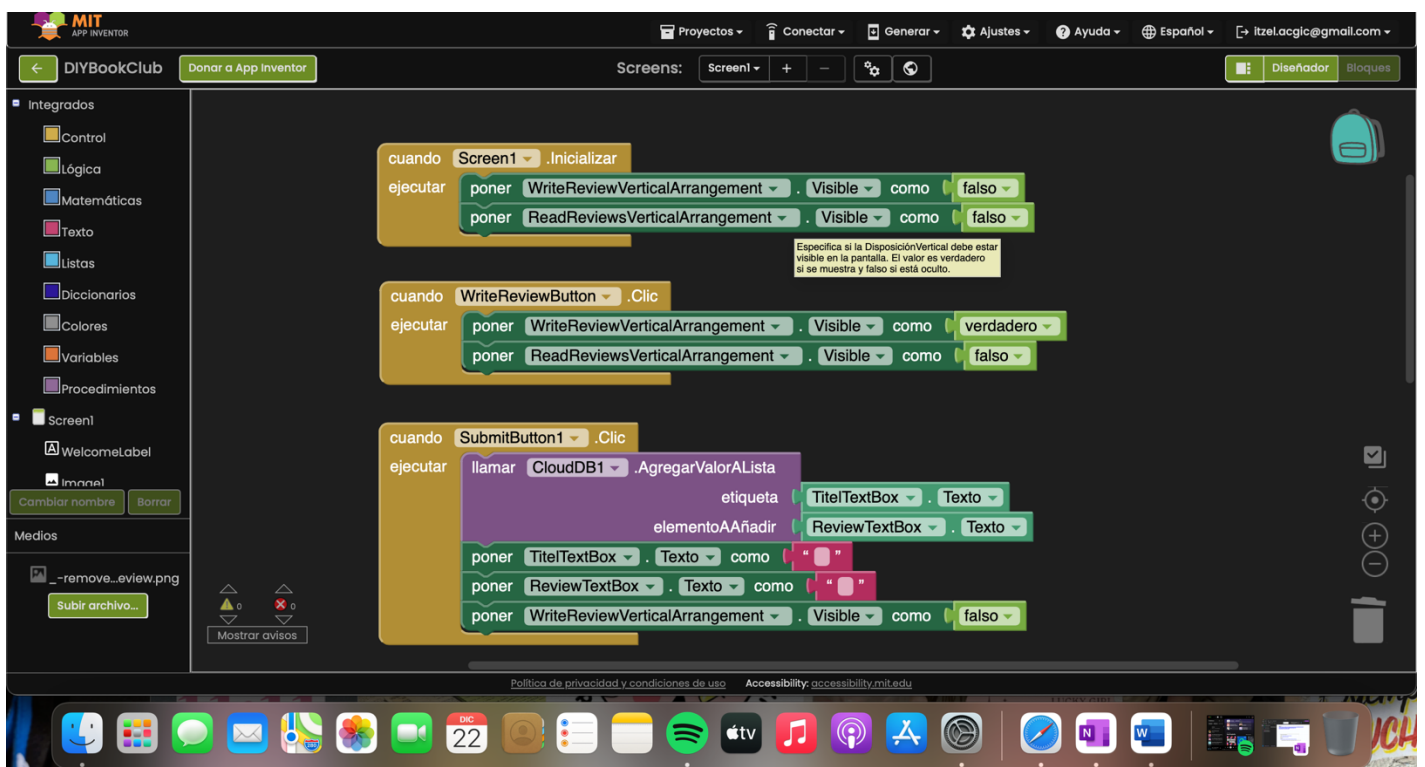 MIT
APP INVENTOR
Proyectos Conectar Generar Ajustes Ayuda Español itzel.acgic@gmail.com
DIYBookClub Donar a App Inventor Screens: Screen1 + − Diseñador Bloques
Integrados
Control
Lógica
Matemáticas
Texto
Listas
Diccionarios
Colores
Variables
Procedimientos
Screen1
WelcomeLabel
Image1
Cambiar nombre Borrar
Medios
_-remove...eview.png
Subir archivo...
cuando Screen1 .Inicializar
ejecutar poner WriteReviewVerticalArrangement . Visible como falso
poner ReadReviewsVerticalArrangement . Visible como falso
Especifica si la DisposiciónVertical debe estar
visible en la pantalla. El valor es verdadero
si se muestra y falso si está oculto.
cuando WriteReviewButton .Clic
ejecutar poner WriteReviewVerticalArrangement . Visible como verdadero
poner ReadReviewsVerticalArrangement . Visible como falso
cuando SubmitButton1 .Clic
ejecutar llamar CloudDB1 .AgregarValorALista
etiqueta TitelTextBox . Texto
elementoAAñadir ReviewTextBox . Texto
poner TitelTextBox . Texto como “ ”
poner ReviewTextBox . Texto como “ ”
poner WriteReviewVerticalArrangement . Visible como falso
0 0
Mostrar avisos
Política de privacidad y condiciones de uso Accessibility: accessibility.mit.edu
DIC
22
tv
N
W